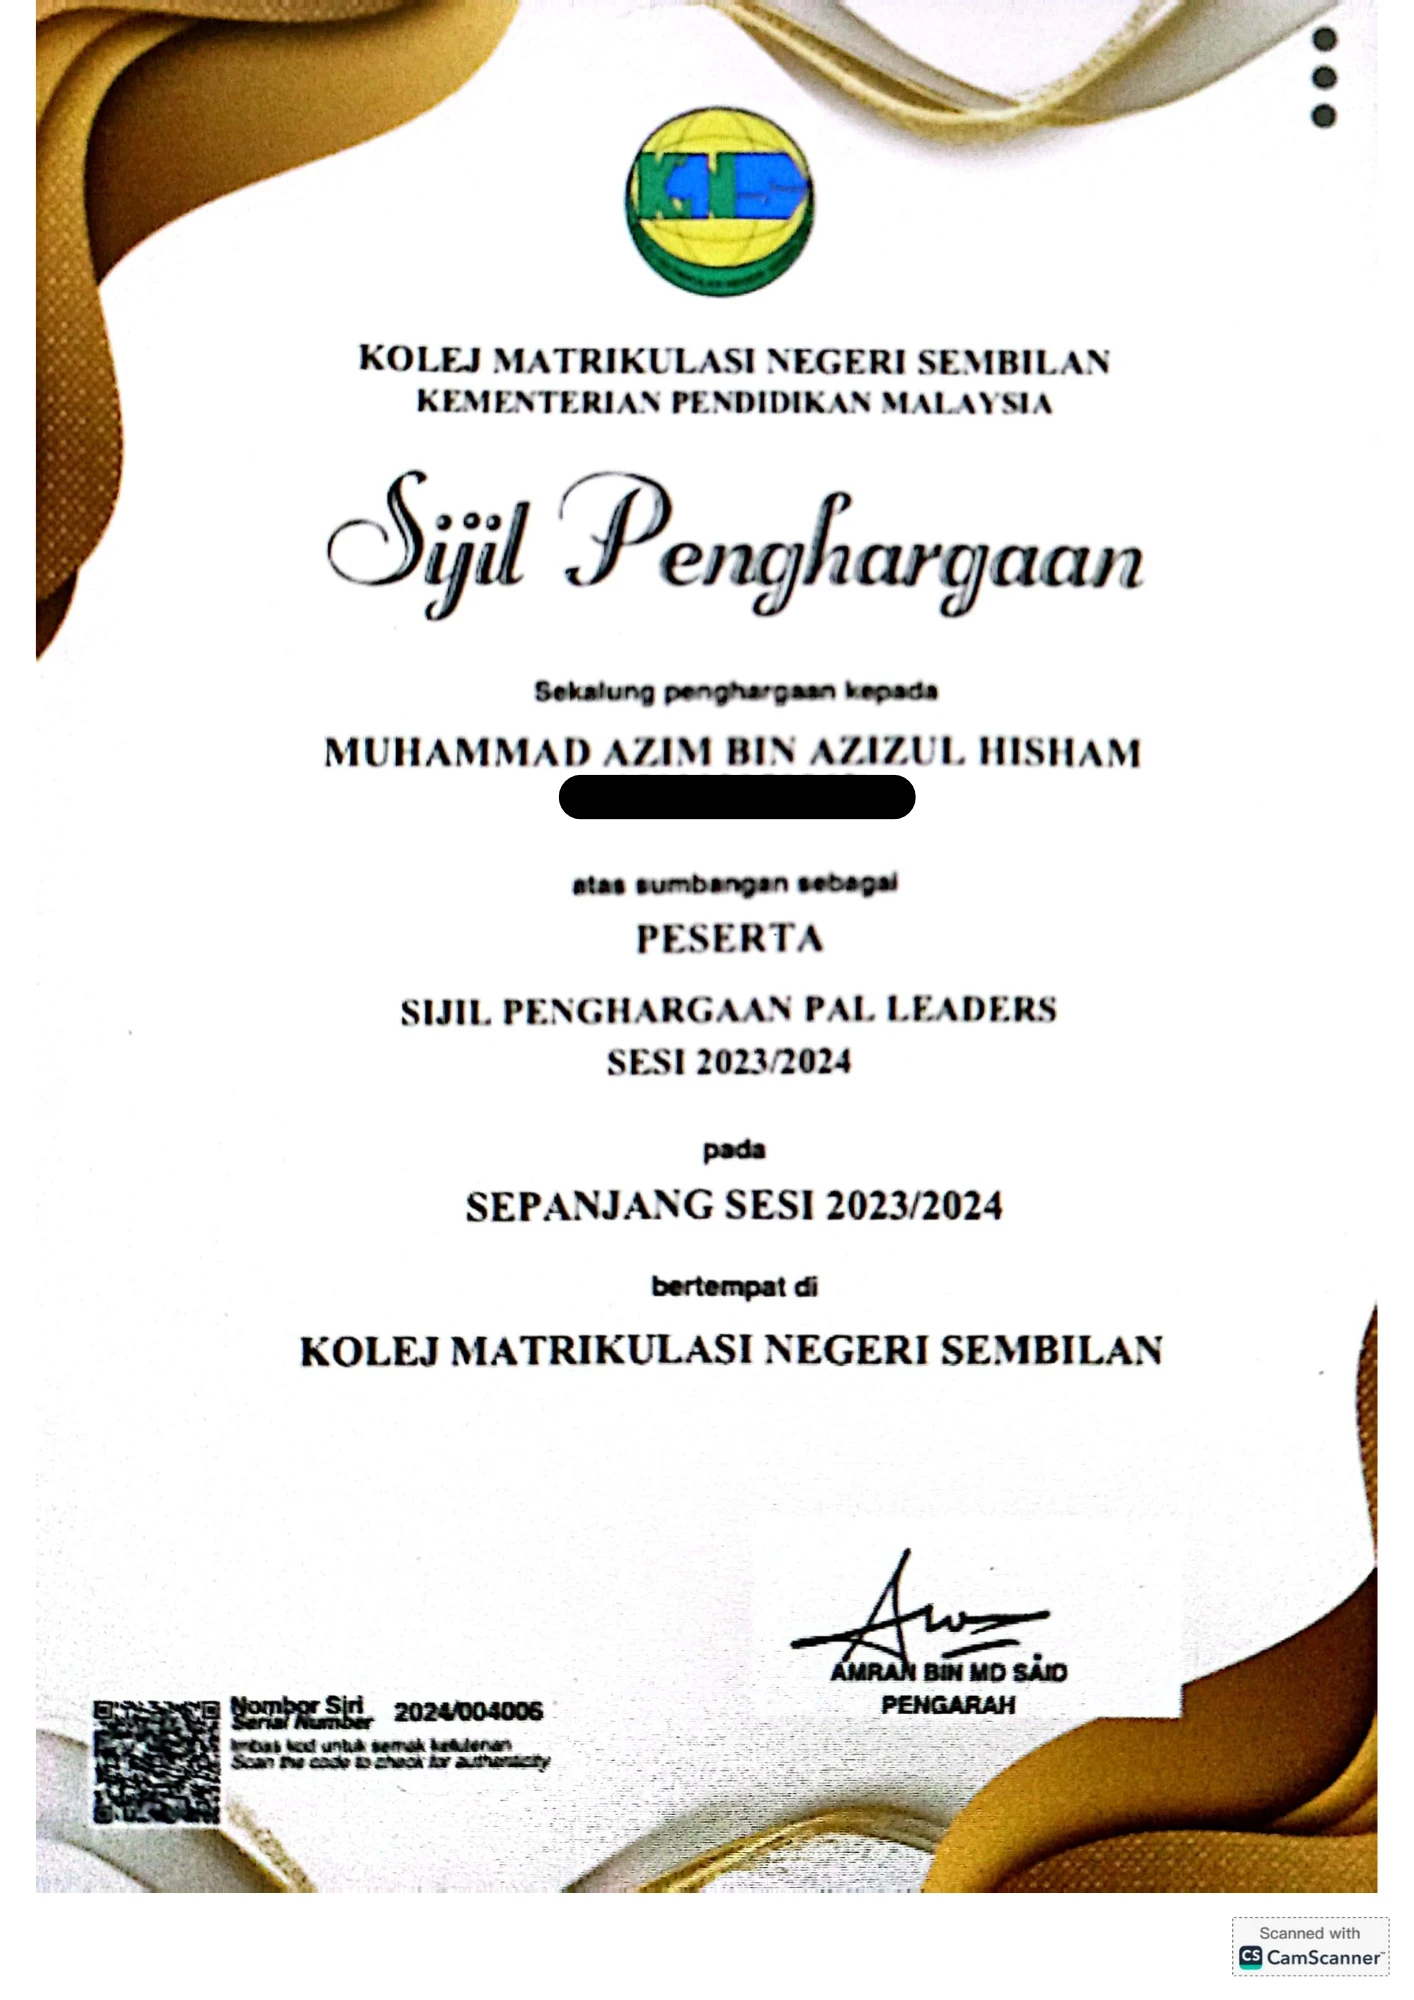 KOLEJ MATRIKULASI NEGERI SEMBILAN
KEMENTERIAN PENDIDIKAN MALAYSIA
Sijil Penghargaan
Sekalung penghargaan kepada
MUHAMMAD AZIM BIN AZIZUL HISHAM
atas sumbangan sebagai
PESERTA
SIJIL PENGHARGAAN PAL LEADERS
SESI 2023/2024
pada
SEPANJANG SESI 2023/2024
bertempat di
KOLEJ MATRIKULASI NEGERI SEMBILAN
AMRAN BIN MD SAID
PENGARAH
Nombor Siri 2024/004006
Serial Number
Imbas kod untuk semak ketulenan
Scan the code to check for authenticity
Scanned with
CS CamScanner